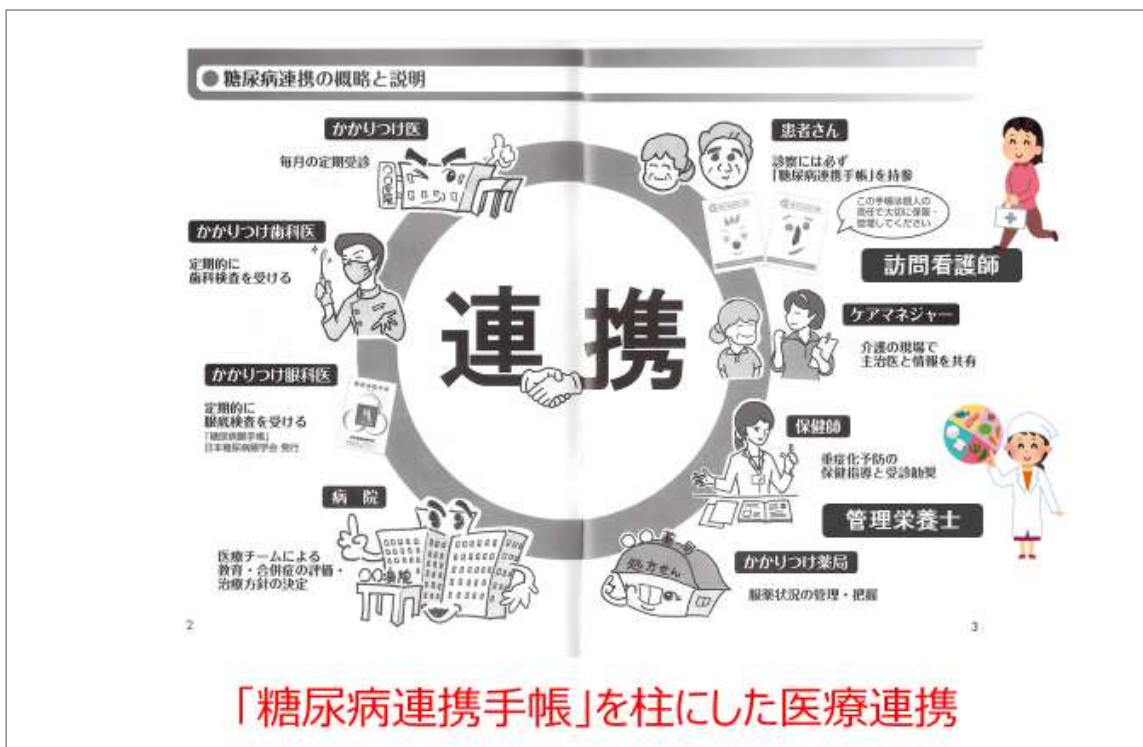 ● 糖尿病連携の概略と説明
かかりつけ医
毎月の定期受診
患者さん
診察には必ず
「糖尿病連携手帳」を持参
この手帳は個人の
責任で大切に保管・
管理してください
訪問看護師
かかりつけ歯科医
定期的に
歯科検査を受ける
連携
ケアマネジャー
介護の現場で
主治医と情報を共有
かかりつけ眼科医
定期的に
眼底検査を受ける
「糖尿病眼手帳」
日本糖尿病眼学会 発行
保健師
重症化予防の
保健指導と受診勧奨
管理栄養士
病 院
医療チームによる
教育・合併症の評価・
治療方針の決定
〇〇病院
薬局
処方せん
かかりつけ薬局
服薬状況の管理・把握
2
3
「糖尿病連携手帳」を柱にした医療連携